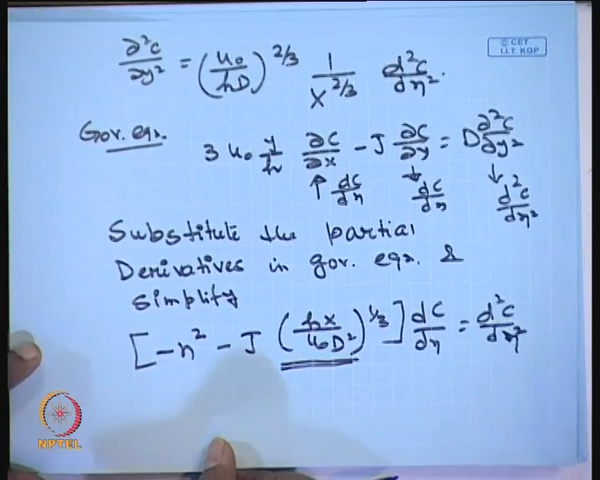 ∂²c/∂y² = (u₀/hD)^2/3 1/x^2/3 d²c/dη².
© CET
I.I.T. KGP
Gov. eqn.
3 u₀ y/h ∂c/∂x − J ∂c/∂y = D ∂²c/∂y²
↑ dc/dη ↓ dc/dη ↓ d²c/dη²
Substitute the partial
Derivatives in gov. eqn. &
simplify
[−η² − J (hx/u₀D²)^1/3] dc/dη = d²c/dη²
NPTEL